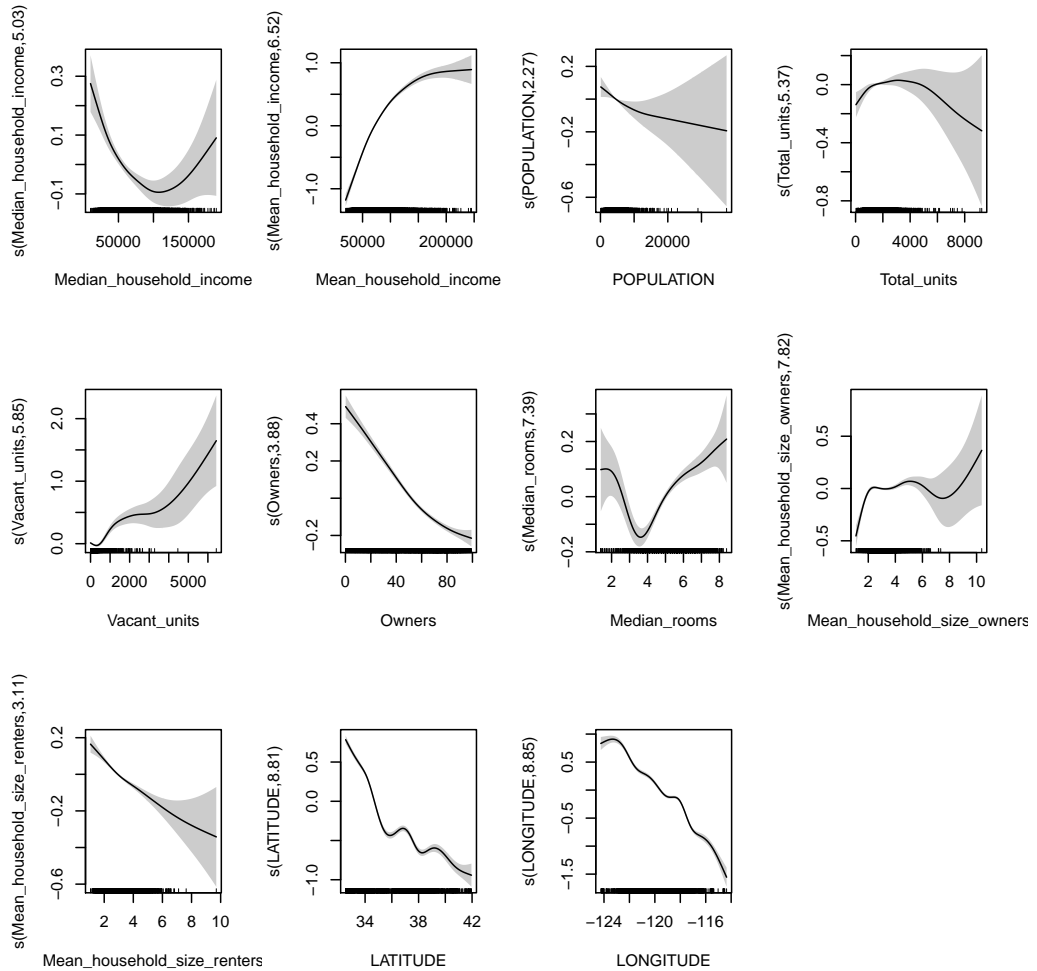 s(Median_household_income,5.03)
0.3
0.1
−0.1
50000 150000
Median_household_income
s(Mean_household_income,6.52)
1.0
0.0
−1.0
50000 200000
Mean_household_income
s(POPULATION,2.27)
0.2
−0.2
−0.6
0 20000
POPULATION
s(Total_units,5.37)
0.0
−0.4
−0.8
0 4000 8000
Total_units
s(Vacant_units,5.85)
2.0
1.0
0.0
0 2000 5000
Vacant_units
s(Owners,3.88)
0.4
0.2
−0.2
0 40 80
Owners
s(Median_rooms,7.39)
0.2
0.0
−0.2
2 4 6 8
Median_rooms
s(Mean_household_size_owners,7.82)
0.5
0.0
−0.5
2 4 6 8 10
Mean_household_size_owners
s(Mean_household_size_renters,3.11)
0.2
−0.2
−0.6
2 4 6 8 10
Mean_household_size_renters
s(LATITUDE,8.81)
0.5
0.0
−1.0
34 38 42
LATITUDE
s(LONGITUDE,8.85)
0.5
−0.5
−1.5
−124 −120 −116
LONGITUDE